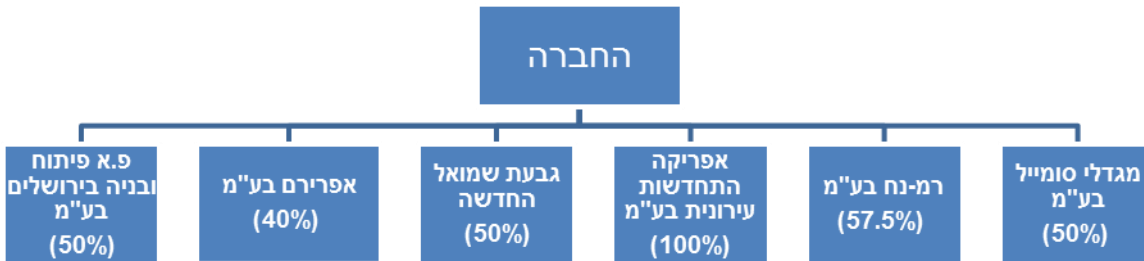 החברה
מגדלי סומייל
בע"מ
(50%)
רמ-נח בע"מ
(57.5%)
אפריקה
התחדשות
עירונית בע"מ
(100%)
גבעת שמואל
החדשה
(50%)
אפרירם בע"מ
(40%)
פ.א פיתוח
ובניה בירושלים
בע"מ
(50%)